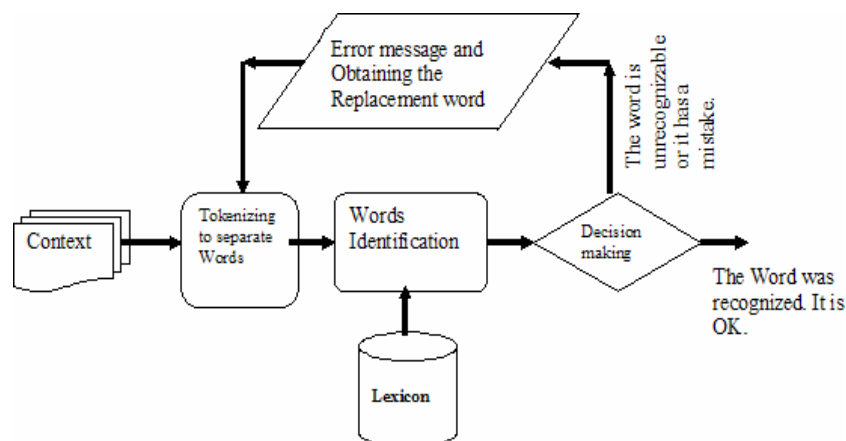 Error message and
Obtaining the
Replacement word
The word is
unrecognizable
or it has a
mistake.
Context
Tokenizing
to separate
Words
Words
Identification
Decision
making
The Word was
recognized. It is
OK.
Lexicon